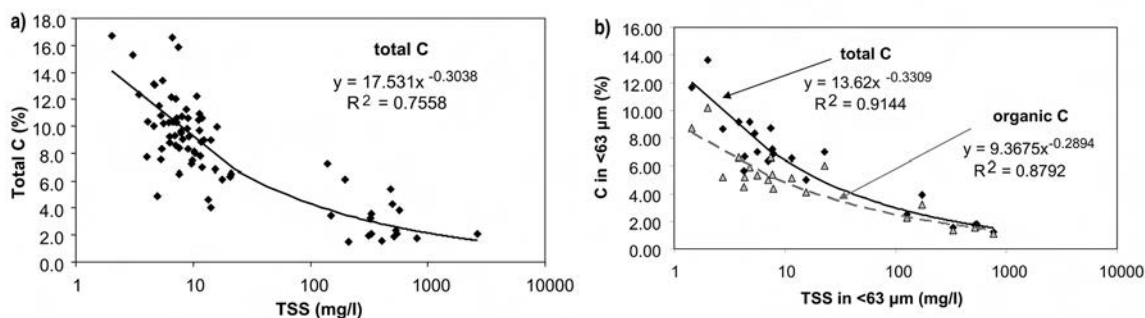 a)
18.0
16.0
14.0
12.0
10.0
8.0
6.0
4.0
2.0
0.0
Total C (%)
total C
y = 17.531x^-0.3038
R² = 0.7558
1 10 100 1000 10000
TSS (mg/l)
b)
16.00
14.00
12.00
10.00
8.00
6.00
4.00
2.00
0.00
C in <63 µm (%)
total C
y = 13.62x^-0.3309
R² = 0.9144
organic C
y = 9.3675x^-0.2894
R² = 0.8792
1 10 100 1000 10000
TSS in <63 µm (mg/l)